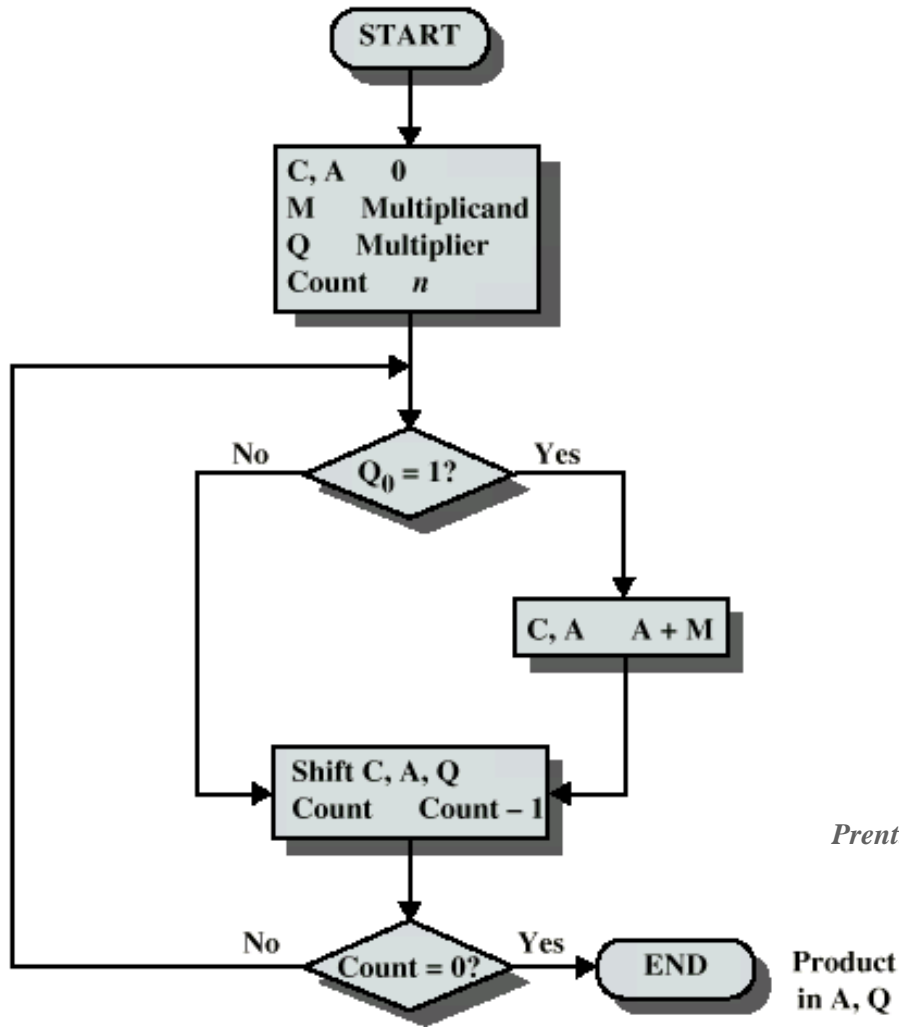 START
C, A 0
M Multiplicand
Q Multiplier
Count n
No
Q0 = 1?
Yes
C, A A + M
Shift C, A, Q
Count Count – 1
Prent
No
Count = 0?
Yes
END
Product
in A, Q